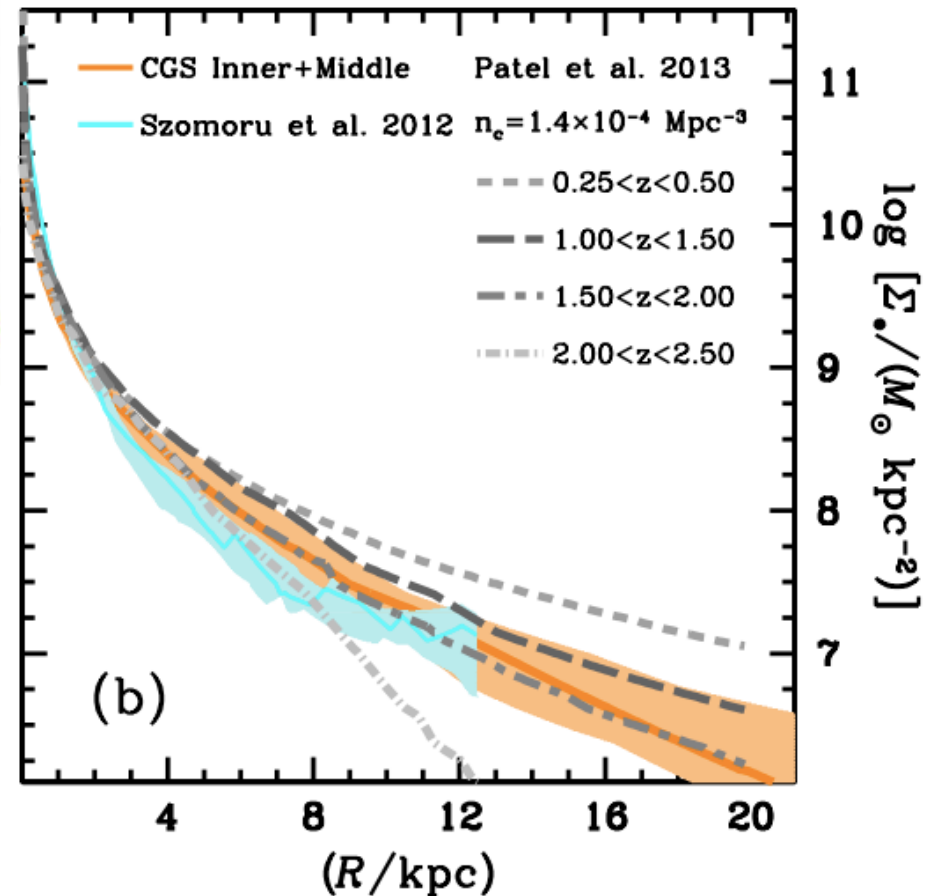 CGS Inner+Middle
Szomoru et al. 2012
Patel et al. 2013
n_c=1.4×10⁻⁴ Mpc⁻³
0.25<z<0.50
1.00<z<1.50
1.50<z<2.00
2.00<z<2.50
(b)
11
10
9
8
7
log [Σ⋆/(M⊙ kpc⁻²)]
4 8 12 16 20
(R/kpc)